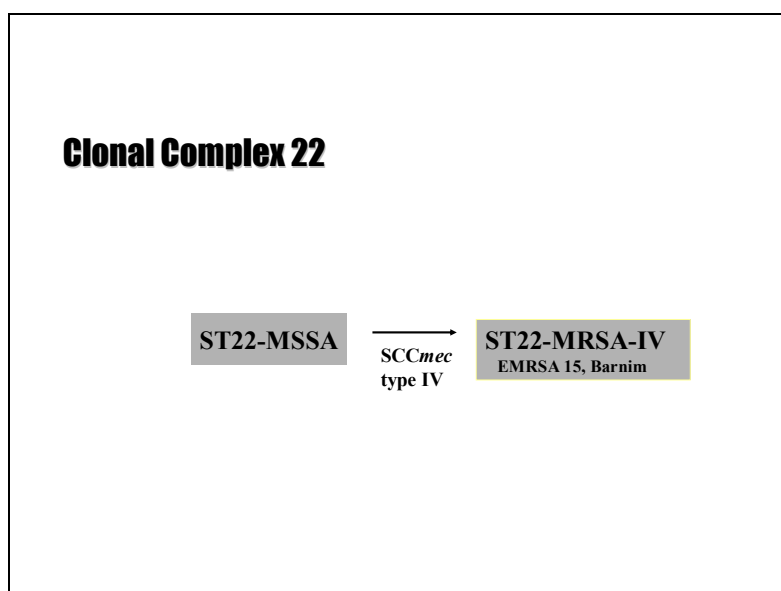 Clonal Complex 22
ST22-MSSA
SCCmec
type IV
ST22-MRSA-IV
EMRSA 15, Barnim